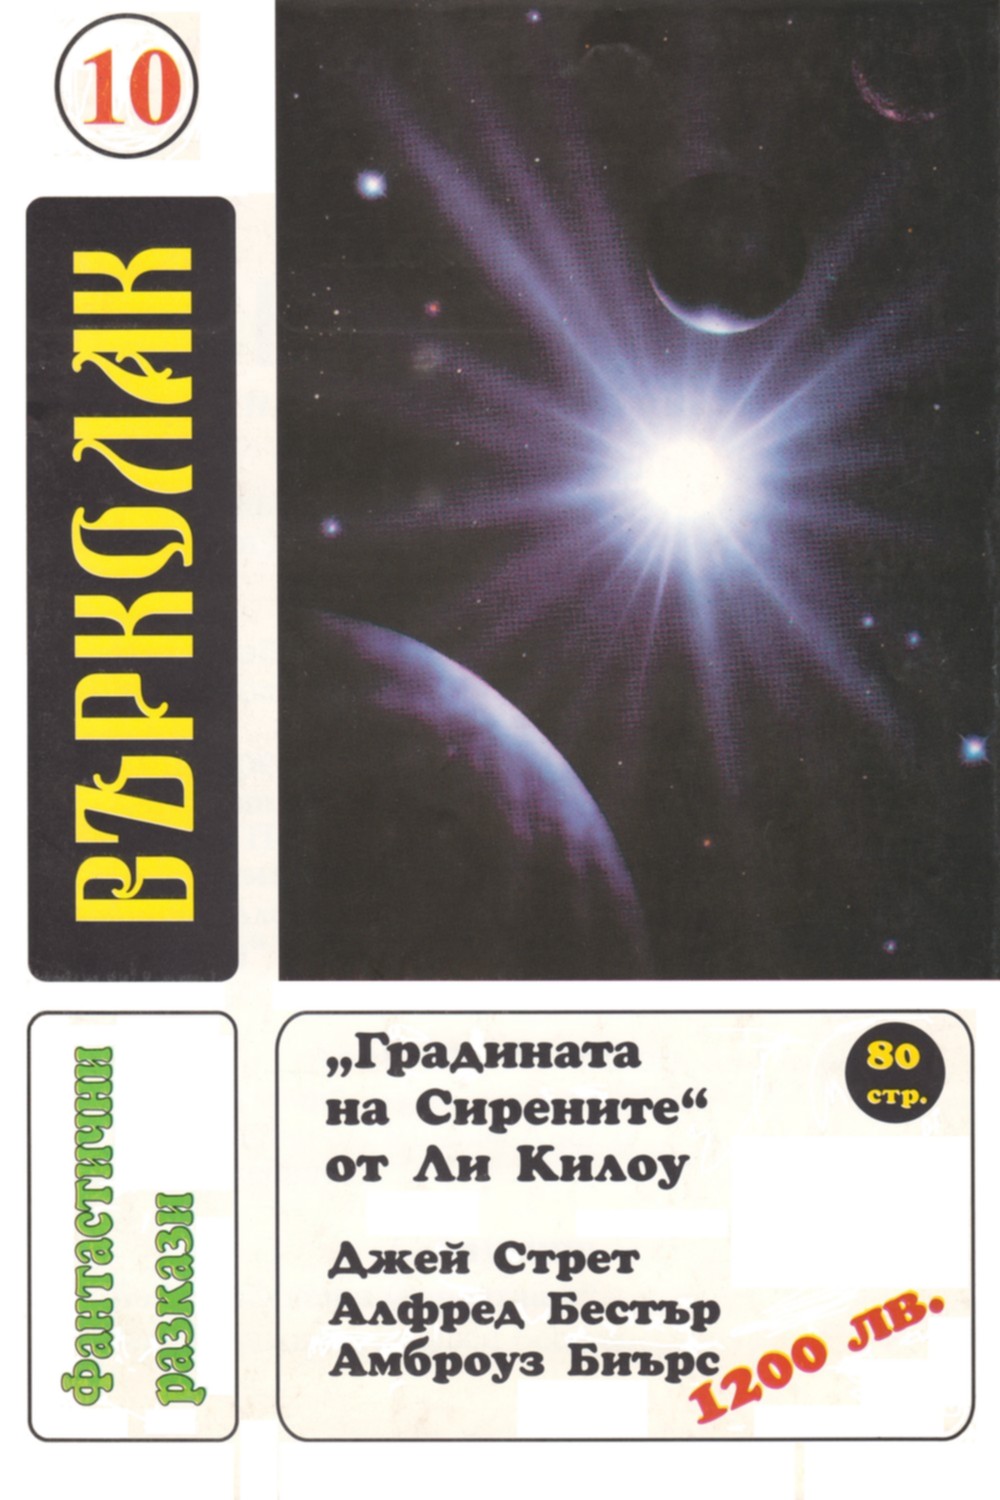 10
ВЪРКОЛАК
фантастични
разкази
„Градината
на Сирените“
от Ли Килоу
80
стр.
Джей Стрет
Алфред Бестър
Амброуз Биърс
1200 лв.